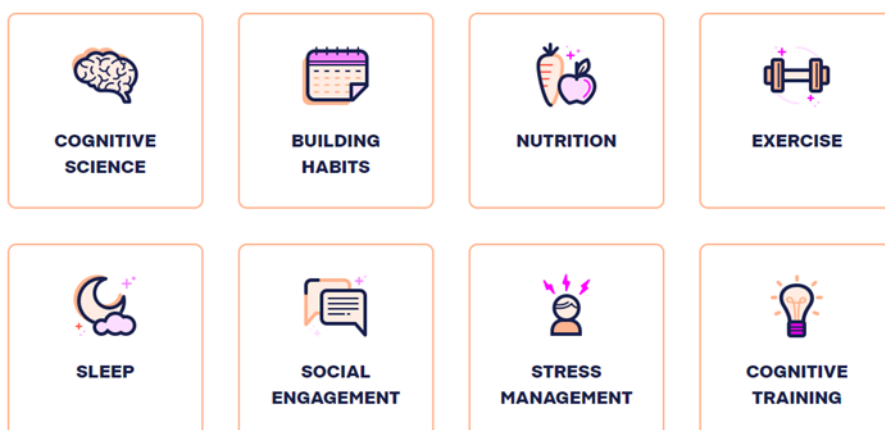 COGNITIVE
SCIENCE
BUILDING
HABITS
NUTRITION
EXERCISE
SLEEP
SOCIAL
ENGAGEMENT
STRESS
MANAGEMENT
COGNITIVE
TRAINING